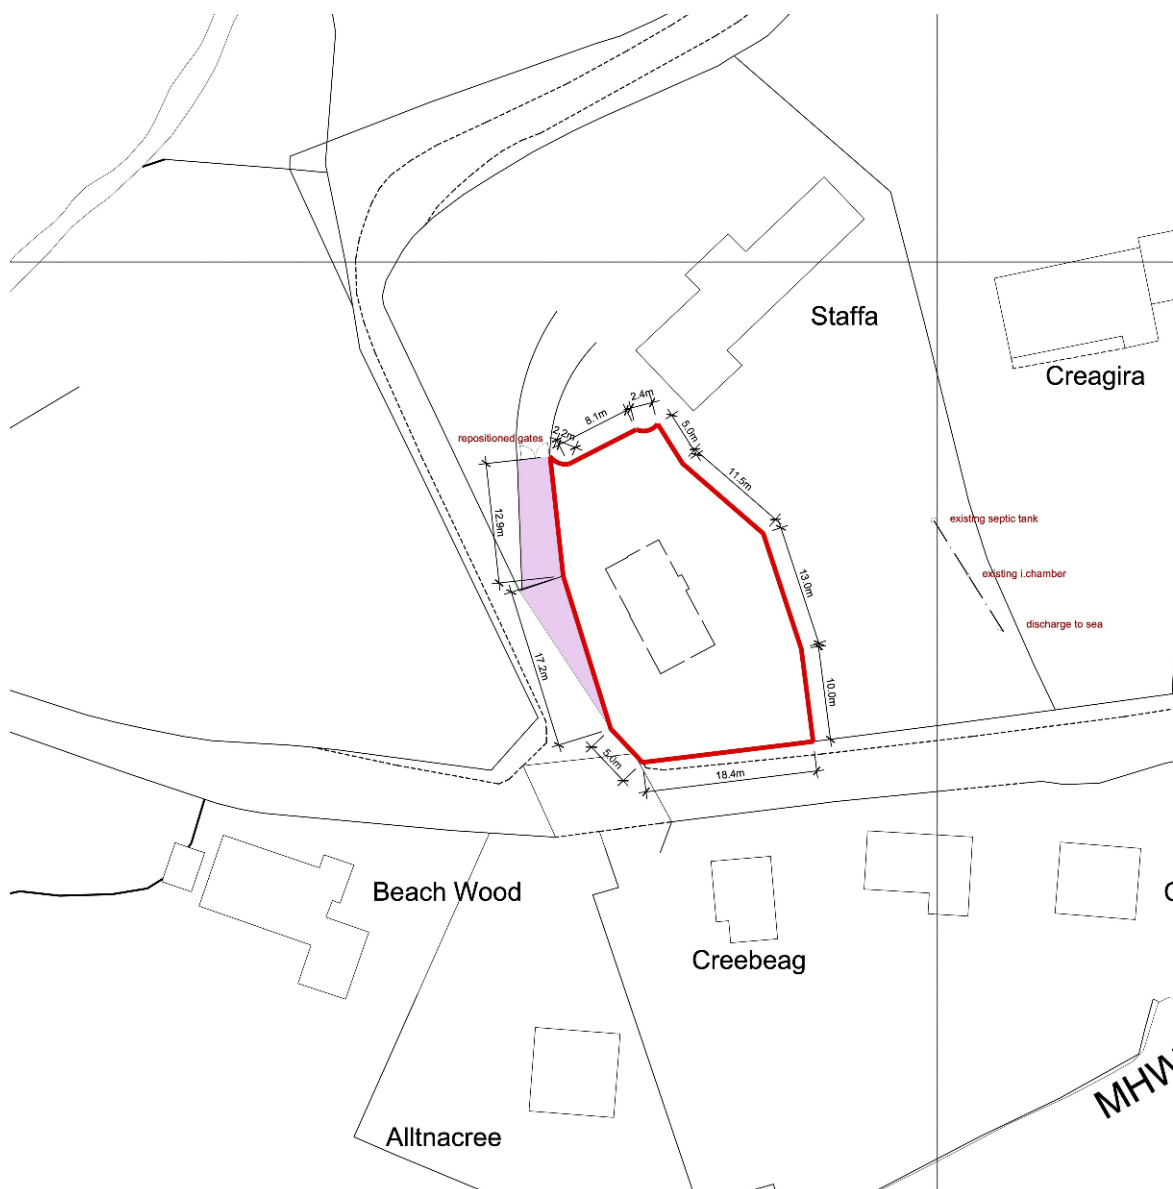 Staffa
Creagira
2.4m
8.1m
2.2m
5.0m
repositioned gates
11.5m
12.9m
existing septic tank
13.0m
existing i.chamber
discharge to sea
17.2m
10.0m
5.0m
18.4m
Beach Wood
Creebeag
MHW
Alltnacree